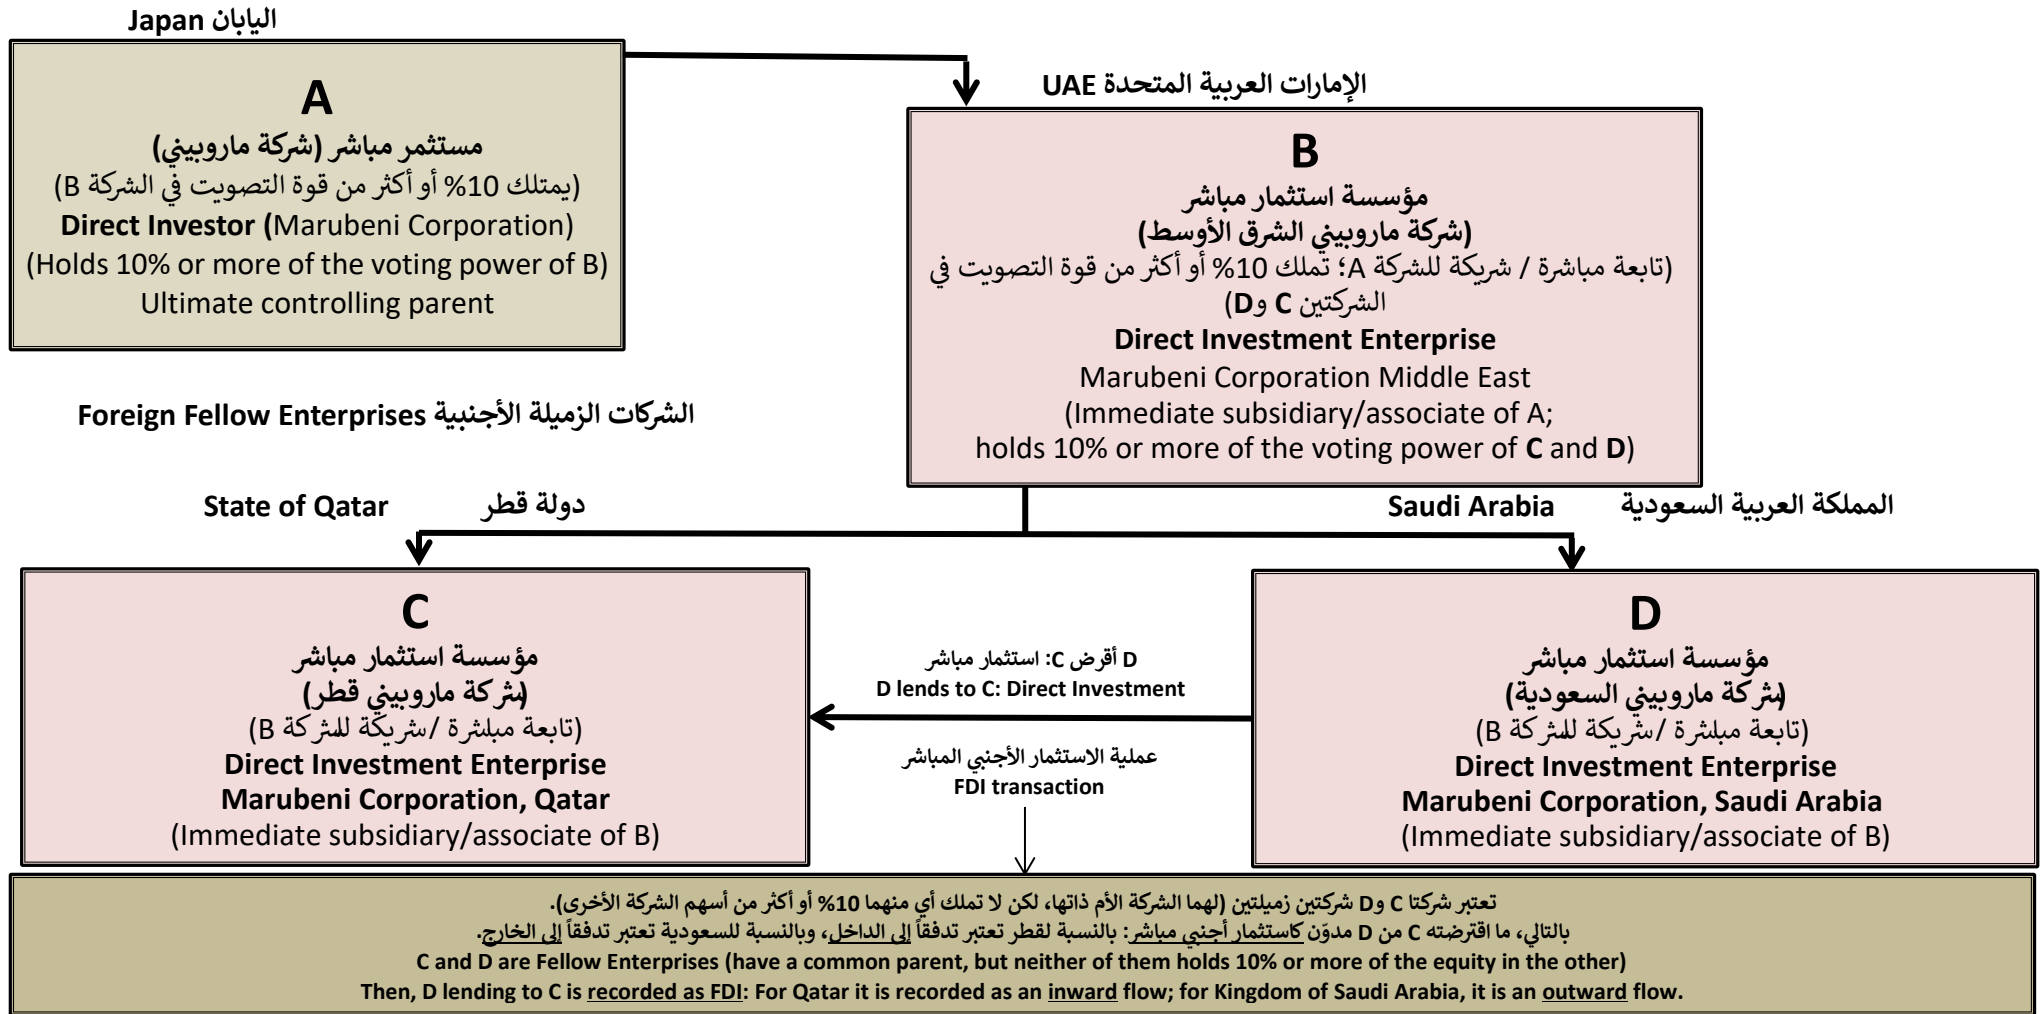 Japan اليابان
A
مستثمر مباشر (شركة ماروبيني)
(يمتلك 10% أو أكثر من قوة التصويت في الشركة B)
Direct Investor (Marubeni Corporation)
(Holds 10% or more of the voting power of B)
Ultimate controlling parent
الإمارات العربية المتحدة UAE
B
مؤسسة استثمار مباشر
(شركة ماروبيني الشرق الأوسط)
(تابعة مباشرة / شريكة للشركة A؛ تملك 10% أو أكثر من قوة التصويت في
الشركتين C وD)
Direct Investment Enterprise
Marubeni Corporation Middle East
(Immediate subsidiary/associate of A;
holds 10% or more of the voting power of C and D)
Foreign Fellow Enterprises الشركات الزميلة الأجنبية
State of Qatar دولة قطر
Saudi Arabia المملكة العربية السعودية
C
مؤسسة استثمار مباشر
(شركة ماروبيني قطر)
(تابعة مباشرة /شريكة للشركة B)
Direct Investment Enterprise
Marubeni Corporation, Qatar
(Immediate subsidiary/associate of B)
D أقرض C: استثمار مباشر
D lends to C: Direct Investment
عملية الاستثمار الأجنبي المباشر
FDI transaction
D
مؤسسة استثمار مباشر
(شركة ماروبيني السعودية)
(تابعة مباشرة /شريكة للشركة B)
Direct Investment Enterprise
Marubeni Corporation, Saudi Arabia
(Immediate subsidiary/associate of B)
تعتبر شركتا C وD شركتين زميلتين (لهما الشركة الأم ذاتها، لكن لا تملك أي منهما 10% أو أكثر من أسهم الشركة الأخرى).
بالتالي، ما اقترضته C من D مدوّن كاستثمار أجنبي مباشر: بالنسبة لقطر تعتبر تدفقاً إلى الداخل، وبالنسبة للسعودية تعتبر تدفقاً إلى الخارج.
C and D are Fellow Enterprises (have a common parent, but neither of them holds 10% or more of the equity in the other)
Then, D lending to C is recorded as FDI: For Qatar it is recorded as an inward flow; for Kingdom of Saudi Arabia, it is an outward flow.